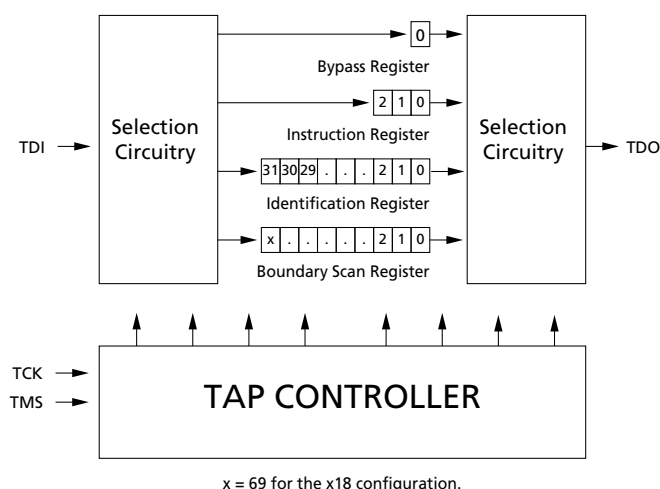 0
Bypass Register
2 1 0
Instruction Register
Selection
Circuitry
Selection
Circuitry
TDI
TDO
31 30 29 . . . 2 1 0
Identification Register
x . . . . . 2 1 0
Boundary Scan Register
TCK
TMS
TAP CONTROLLER
x = 69 for the x18 configuration.